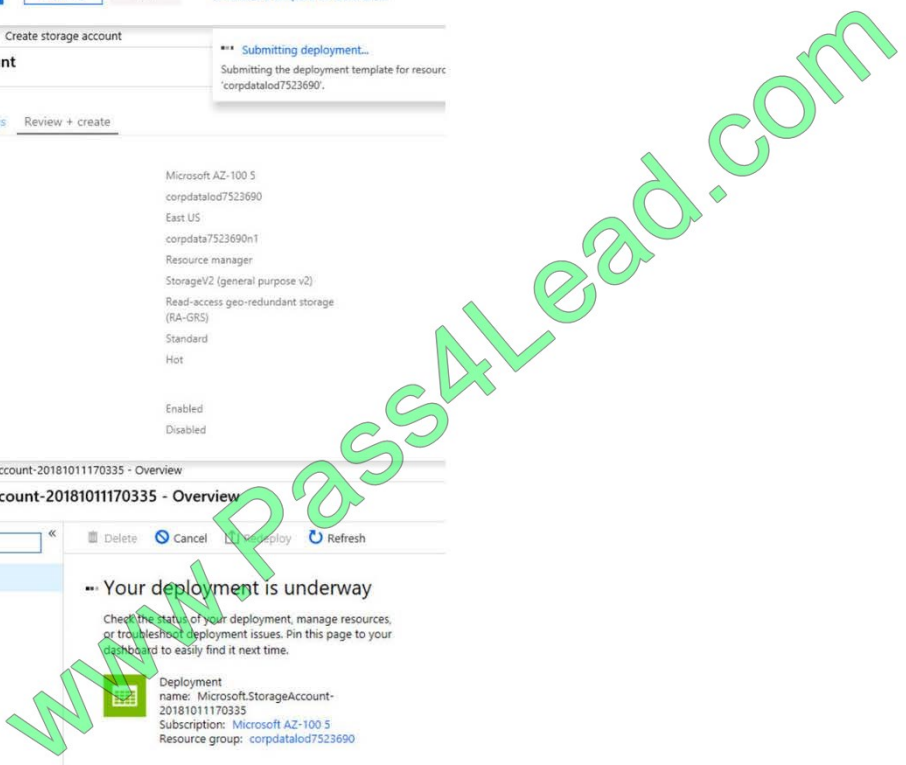 Create storage account
nt
Submitting deployment...
Submitting the deployment template for resourc
'corpdatalod7523690'.
s Review + create
Microsoft AZ-100 5
corpdatalod7523690
East US
corpdata7523690n1
Resource manager
StorageV2 (general purpose v2)
Read-access geo-redundant storage
(RA-GRS)
Standard
Hot
Enabled
Disabled
ccount-20181011170335 - Overview
count-20181011170335 - Overview
« Delete Cancel Redeploy Refresh
Your deployment is underway
Check the status of your deployment, manage resources,
or troubleshoot deployment issues. Pin this page to your
dashboard to easily find it next time.
Deployment
name: Microsoft.StorageAccount-
20181011170335
Subscription: Microsoft AZ-100 5
Resource group: corpdatalod7523690
www.Pass4Lead.com